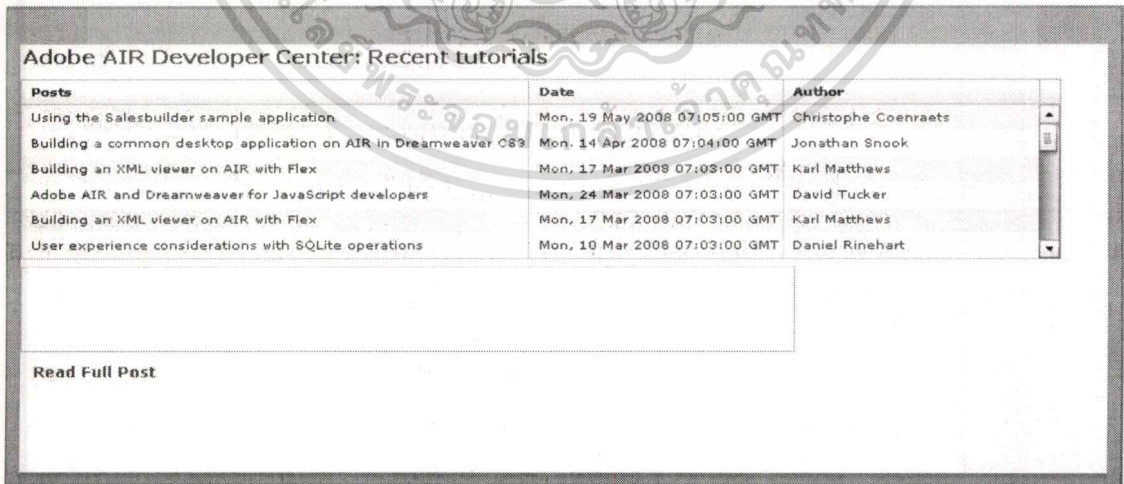 Adobe AIR Developer Center: Recent tutorials
Posts Date Author
Using the Salesbuilder sample application Mon, 19 May 2008 07:05:00 GMT Christophe Coenraets
Building a common desktop application on AIR in Dreamweaver CS3 Mon, 14 Apr 2008 07:04:00 GMT Jonathan Snook
Building an XML viewer on AIR with Flex Mon, 17 Mar 2008 07:03:00 GMT Karl Matthews
Adobe AIR and Dreamweaver for JavaScript developers Mon, 24 Mar 2008 07:03:00 GMT David Tucker
Building an XML viewer on AIR with Flex Mon, 17 Mar 2008 07:03:00 GMT Karl Matthews
User experience considerations with SQLite operations Mon, 10 Mar 2008 07:03:00 GMT Daniel Rinehart
Read Full Post